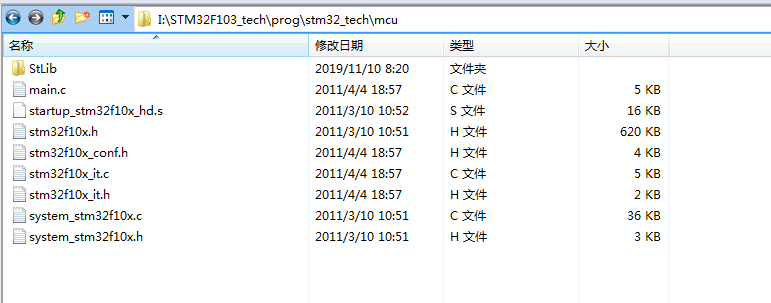 I:\STM32F103_tech\prog\stm32_tech\mcu
名称 修改日期 类型 大小
StLib 2019/11/10 8:20 文件夹
main.c 2011/4/4 18:57 C 文件 5 KB
startup_stm32f10x_hd.s 2011/3/10 10:52 S 文件 16 KB
stm32f10x.h 2011/3/10 10:51 H 文件 620 KB
stm32f10x_conf.h 2011/4/4 18:57 H 文件 4 KB
stm32f10x_it.c 2011/4/4 18:57 C 文件 5 KB
stm32f10x_it.h 2011/4/4 18:57 H 文件 2 KB
system_stm32f10x.c 2011/3/10 10:51 C 文件 36 KB
system_stm32f10x.h 2011/3/10 10:51 H 文件 3 KB